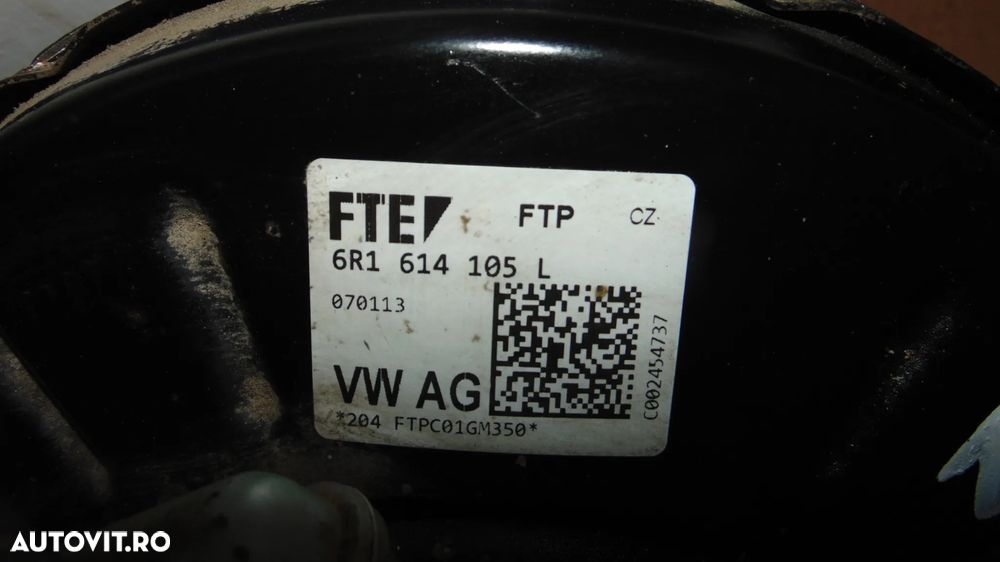 FTE FTP CZ
6R1 614 105 L
070113
C002454737
VW AG
*204 FTPC01GM350*
AUTOVIT.RO